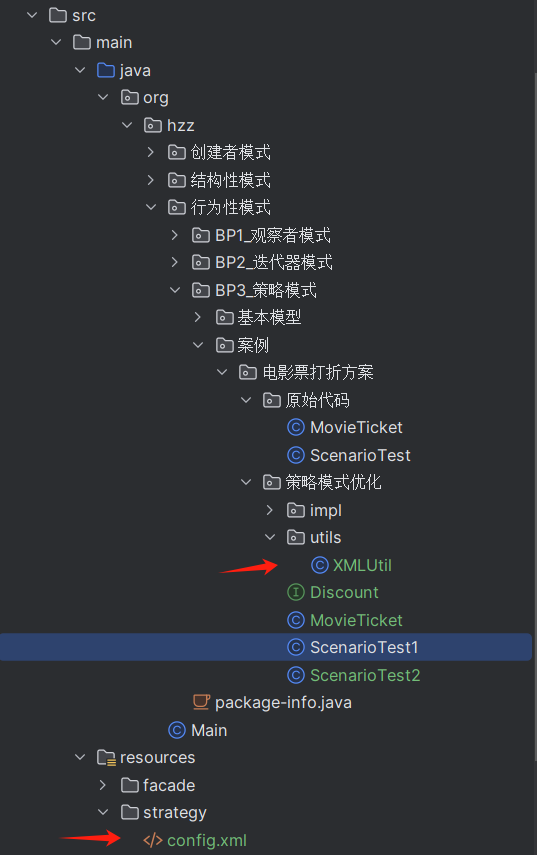 src
main
java
org
hzz
创建者模式
结构性模式
行为性模式
BP1_观察者模式
BP2_迭代器模式
BP3_策略模式
基本模型
案例
电影票打折方案
原始代码
MovieTicket
ScenarioTest
策略模式优化
impl
utils
XMLUtil
Discount
MovieTicket
ScenarioTest1
ScenarioTest2
package-info.java
Main
resources
facade
strategy
config.xml